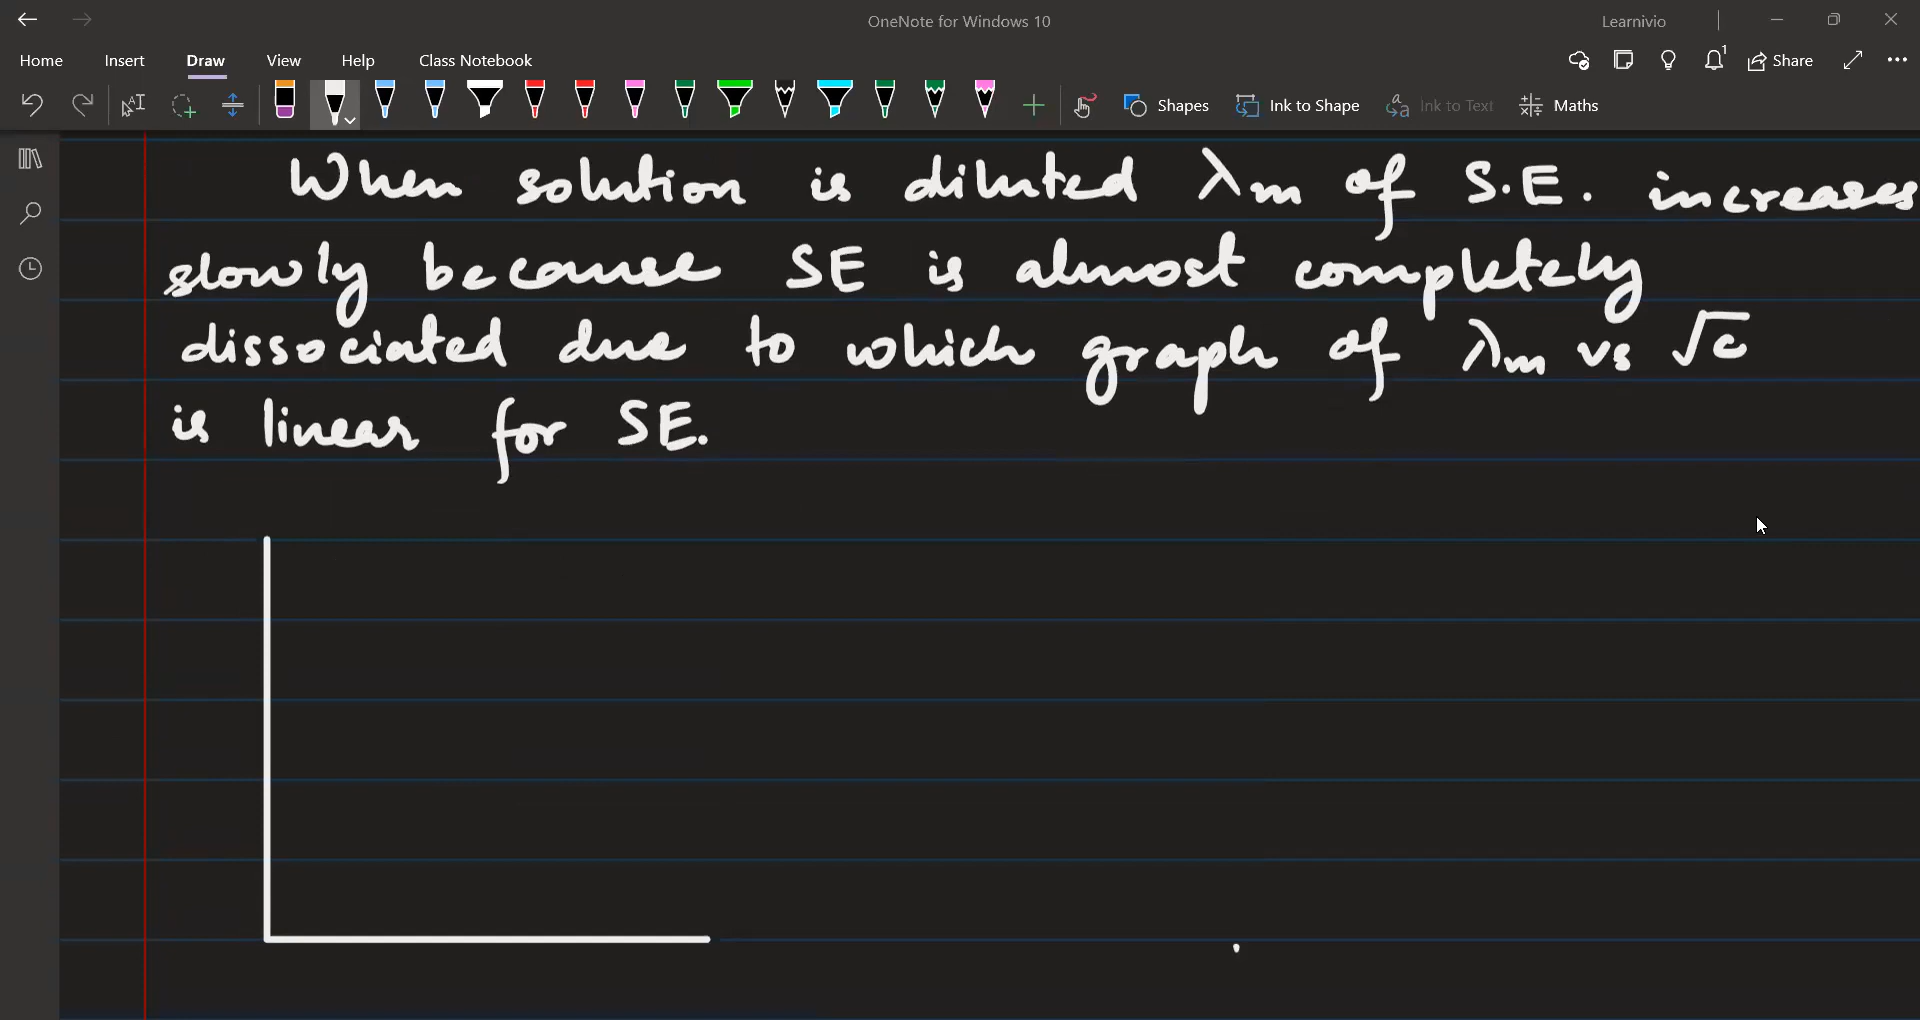 OneNote for Windows 10
Learnivio
Home Insert Draw View Help Class Notebook
1
Share
Shapes Ink to Shape Ink to Text Maths
When solution is diluted λm of S.E. increases
slowly because SE is almost completely
dissociated due to which graph of λm vs √c
is linear for SE.